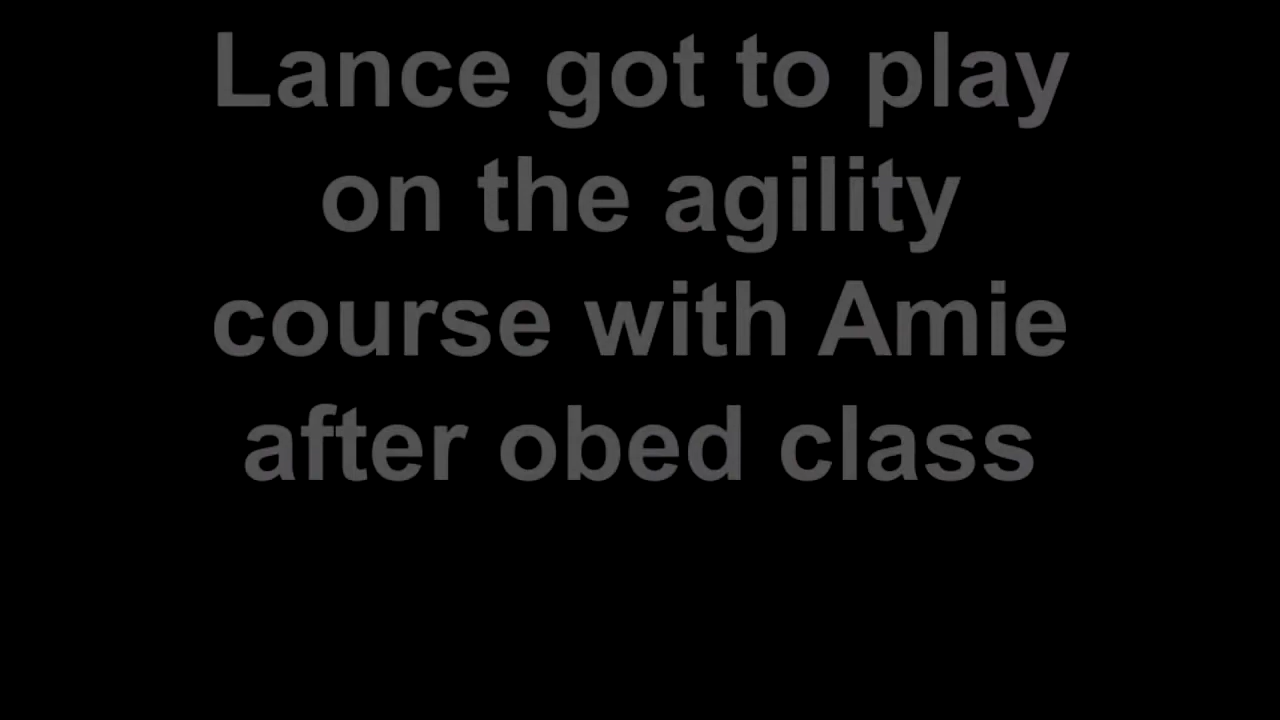 Lance got to play
on the agility
course with Amie
after obed class